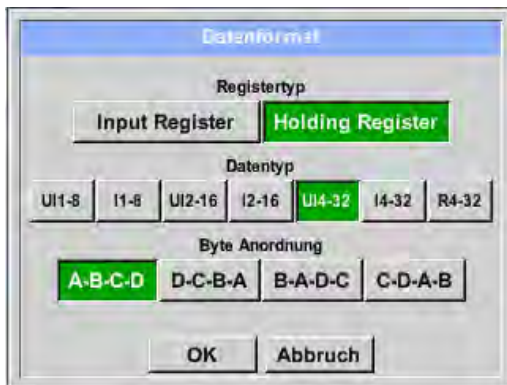 Datenformat
Registertyp
Input Register Holding Register
Datentyp
UI1-8 I1-8 UI2-16 I2-16 UI4-32 I4-32 R4-32
Byte Anordnung
A-B-C-D D-C-B-A B-A-D-C C-D-A-B
OK Abbruch